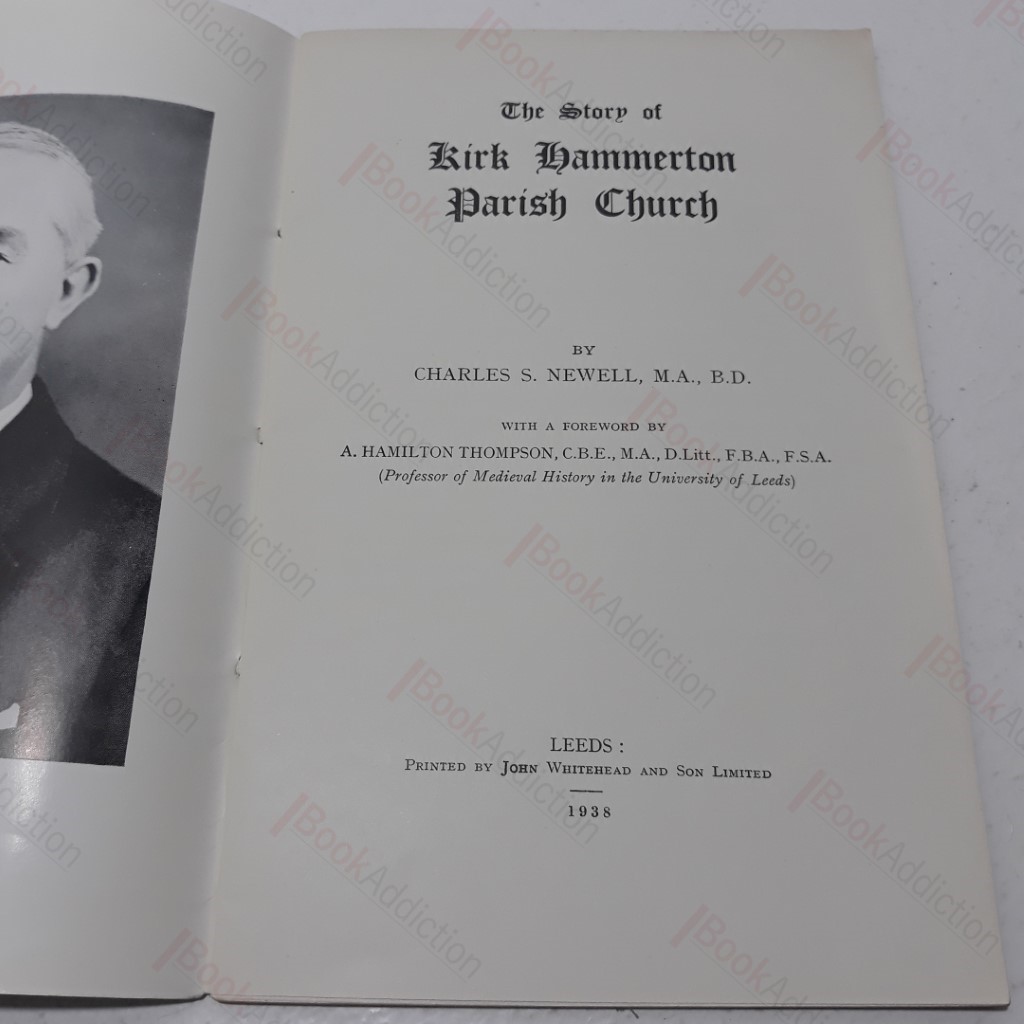 The Story of
Kirk Hammerton
Parish Church
BY
CHARLES S. NEWELL, M.A., B.D.
WITH A FOREWORD BY
A. HAMILTON THOMPSON, C.B.E., M.A., D.Litt., F.B.A., F.S.A.
(Professor of Medieval History in the University of Leeds)
LEEDS :
PRINTED BY JOHN WHITEHEAD AND SON LIMITED
1938
BookAddiction